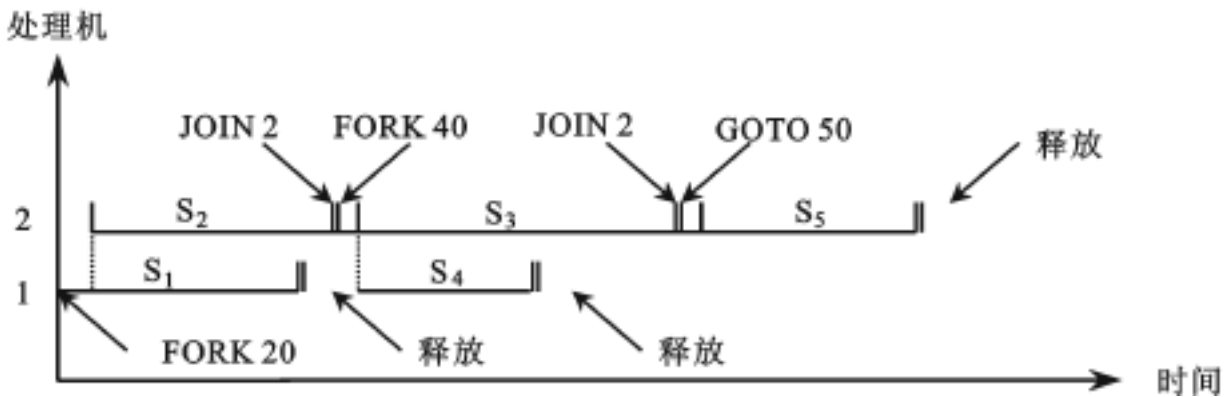 处理机
JOIN 2 FORK 40 JOIN 2 GOTO 50 释放
2 S₂ S₃ S₅
1 S₁ S₄
FORK 20 释放 释放
时间